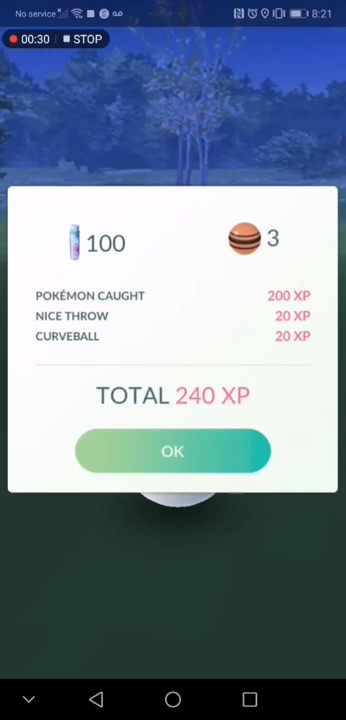 No service 8:21
00:30 STOP
100 3
POKÉMON CAUGHT 200 XP
NICE THROW 20 XP
CURVEBALL 20 XP
TOTAL 240 XP
OK